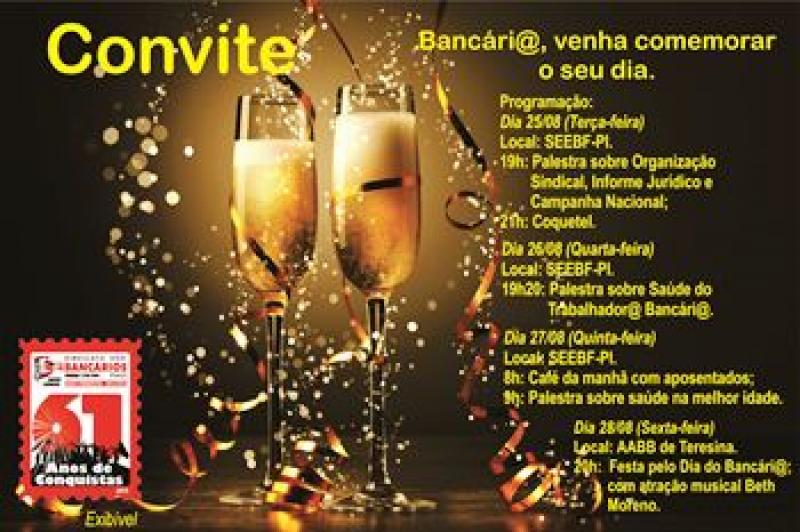 Convite
Bancári@, venha comemorar
o seu dia.
Programação:
Dia 25/08 (Terça-feira)
Local: SEEBF-PI.
19h: Palestra sobre Organização
Sindical, Informe Jurídico e
Campanha Nacional;
21h: Coquetel.
Dia 26/08 (Quarta-feira)
Local: SEEBF-PI.
19h20: Palestra sobre Saúde do
Trabalhador@ Bancári@.
Dia 27/08 (Quinta-feira)
Locak SEEBF-PI.
8h: Café da manhã com aposentados;
9h: Palestra sobre saúde na melhor idade.
Dia 28/08 (Sexta-feira)
Local: AABB de Teresina.
20h: Festa pelo Dia do Bancári@;
com atração musical Beth
Moreno.
SINDICATO DOS
BANCÁRIOS
61
Anos de
Conquistas
Exibível